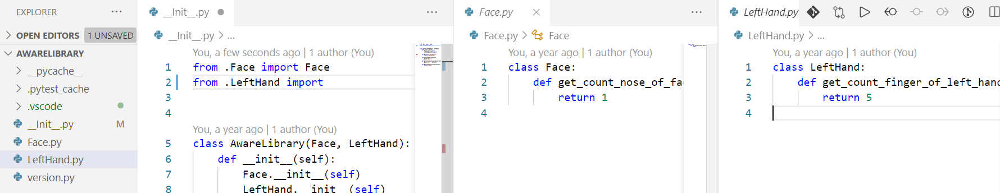 EXPLORER
OPEN EDITORS 1 UNSAVED
AWARELIBRARY
__pycache__
.pytest_cache
.vscode
__Init__.py M
Face.py
LeftHand.py
version.py
__Init__.py
__Init__.py > ...
You, a few seconds ago | 1 author (You)
1 from .Face import Face
2 from .LeftHand import
3
4
You, a year ago | 1 author (You)
5 class AwareLibrary(Face, LeftHand):
6 def __init__(self):
7 Face.__init__(self)
8 LeftHand.__init__(self)
Face.py
Face.py > Face
You, a year ago | 1 author (You)
1 class Face:
2 def get_count_nose_of_fa
3 return 1
4
LeftHand.py
LeftHand.py > ...
You, a year ago | 1 author (You)
1 class LeftHand:
2 def get_count_finger_of_left_hand
3 return 5
4